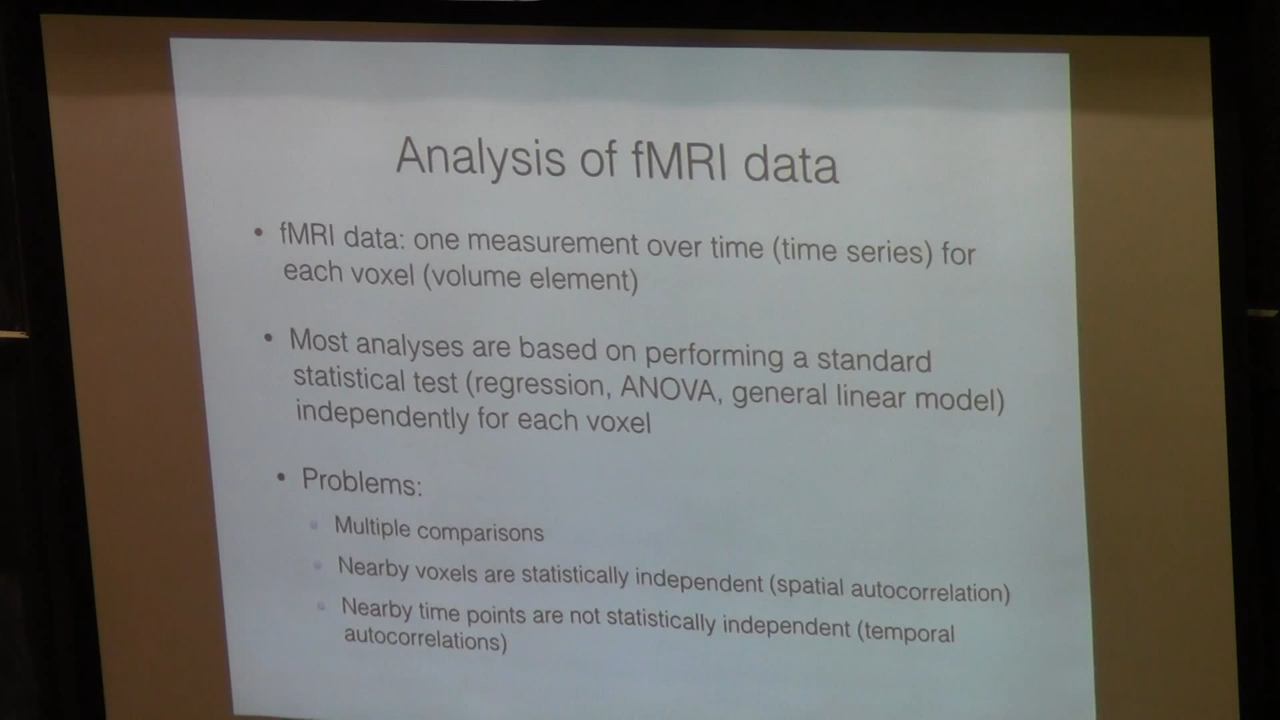 Analysis of fMRI data
• fMRI data: one measurement over time (time series) for
each voxel (volume element)
• Most analyses are based on performing a standard
statistical test (regression, ANOVA, general linear model)
independently for each voxel
• Problems:
• Multiple comparisons
• Nearby voxels are statistically independent (spatial autocorrelation)
• Nearby time points are not statistically independent (temporal
autocorrelations)